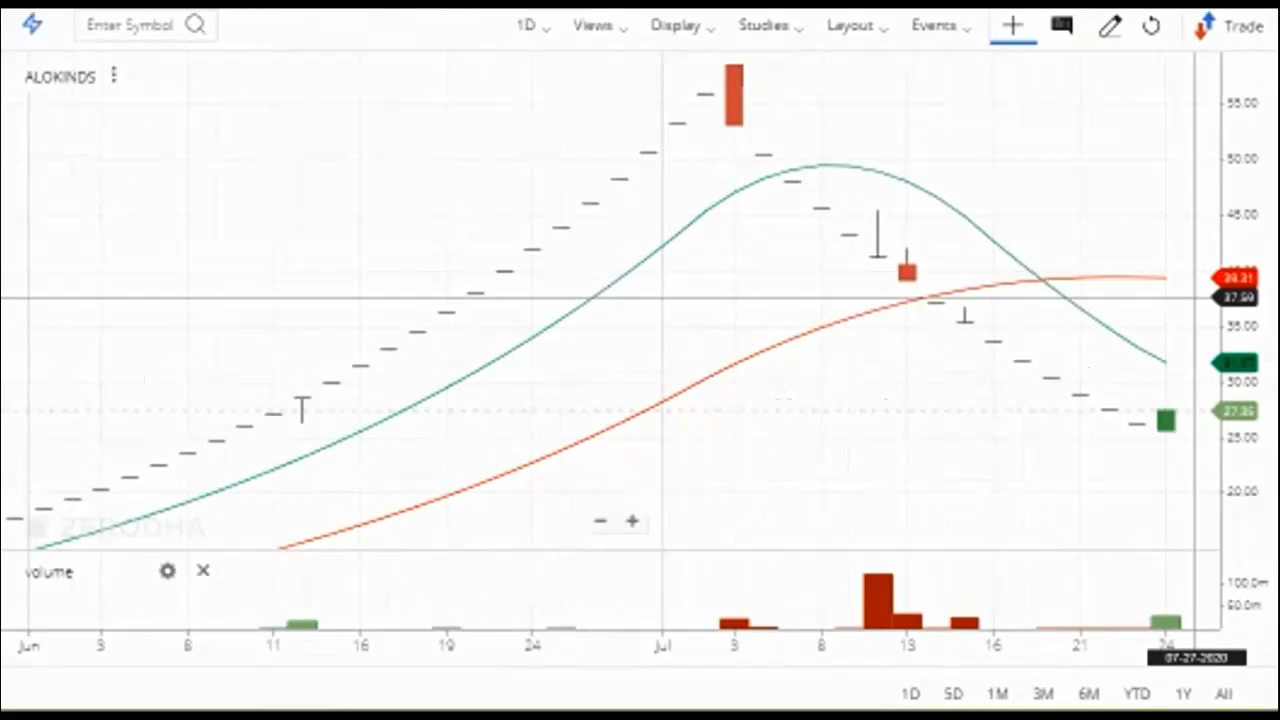 Enter Symbol 1D Views Display Studies Layout Events Trade
ALOKINDS
55.00
50.00
45.00
39.31
37.59
35.00
30.00
27.35
25.00
20.00
ZERODHA
volume
100.0m
50.0m
Jun 3 8 11 16 19 24 Jul 3 8 13 16 21 24
07-27-2020
1D 5D 1M 3M 6M YTD 1Y All